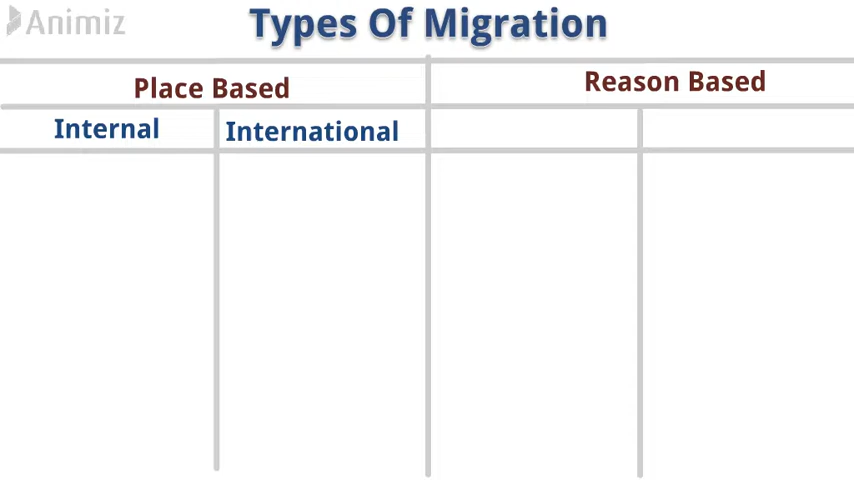 Animiz
Types Of Migration
Place Based
Reason Based
Internal
International